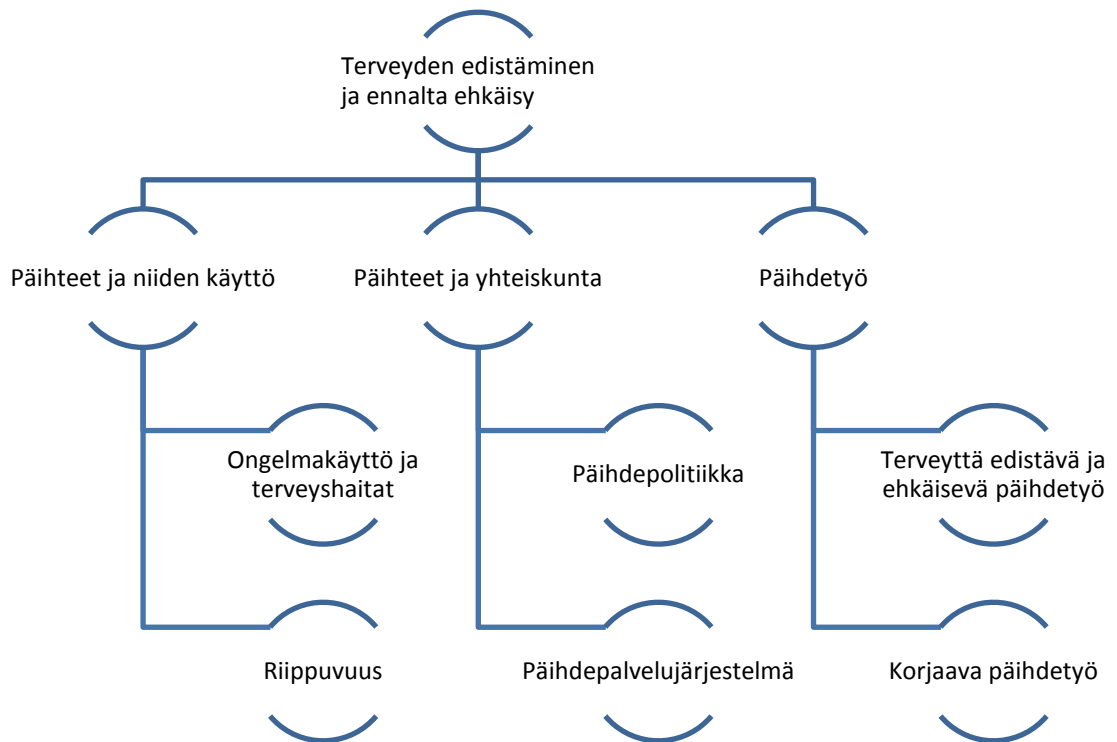 Terveyden edistäminen
ja ennalta ehkäisy
Päihteet ja niiden käyttö
Päihteet ja yhteiskunta
Päihdetyö
Ongelmakäyttö ja
terveyshaitat
Päihdepolitiikka
Terveyttä edistävä ja
ehkäisevä päihdetyö
Riippuvuus
Päihdepalvelujärjestelmä
Korjaava päihdetyö